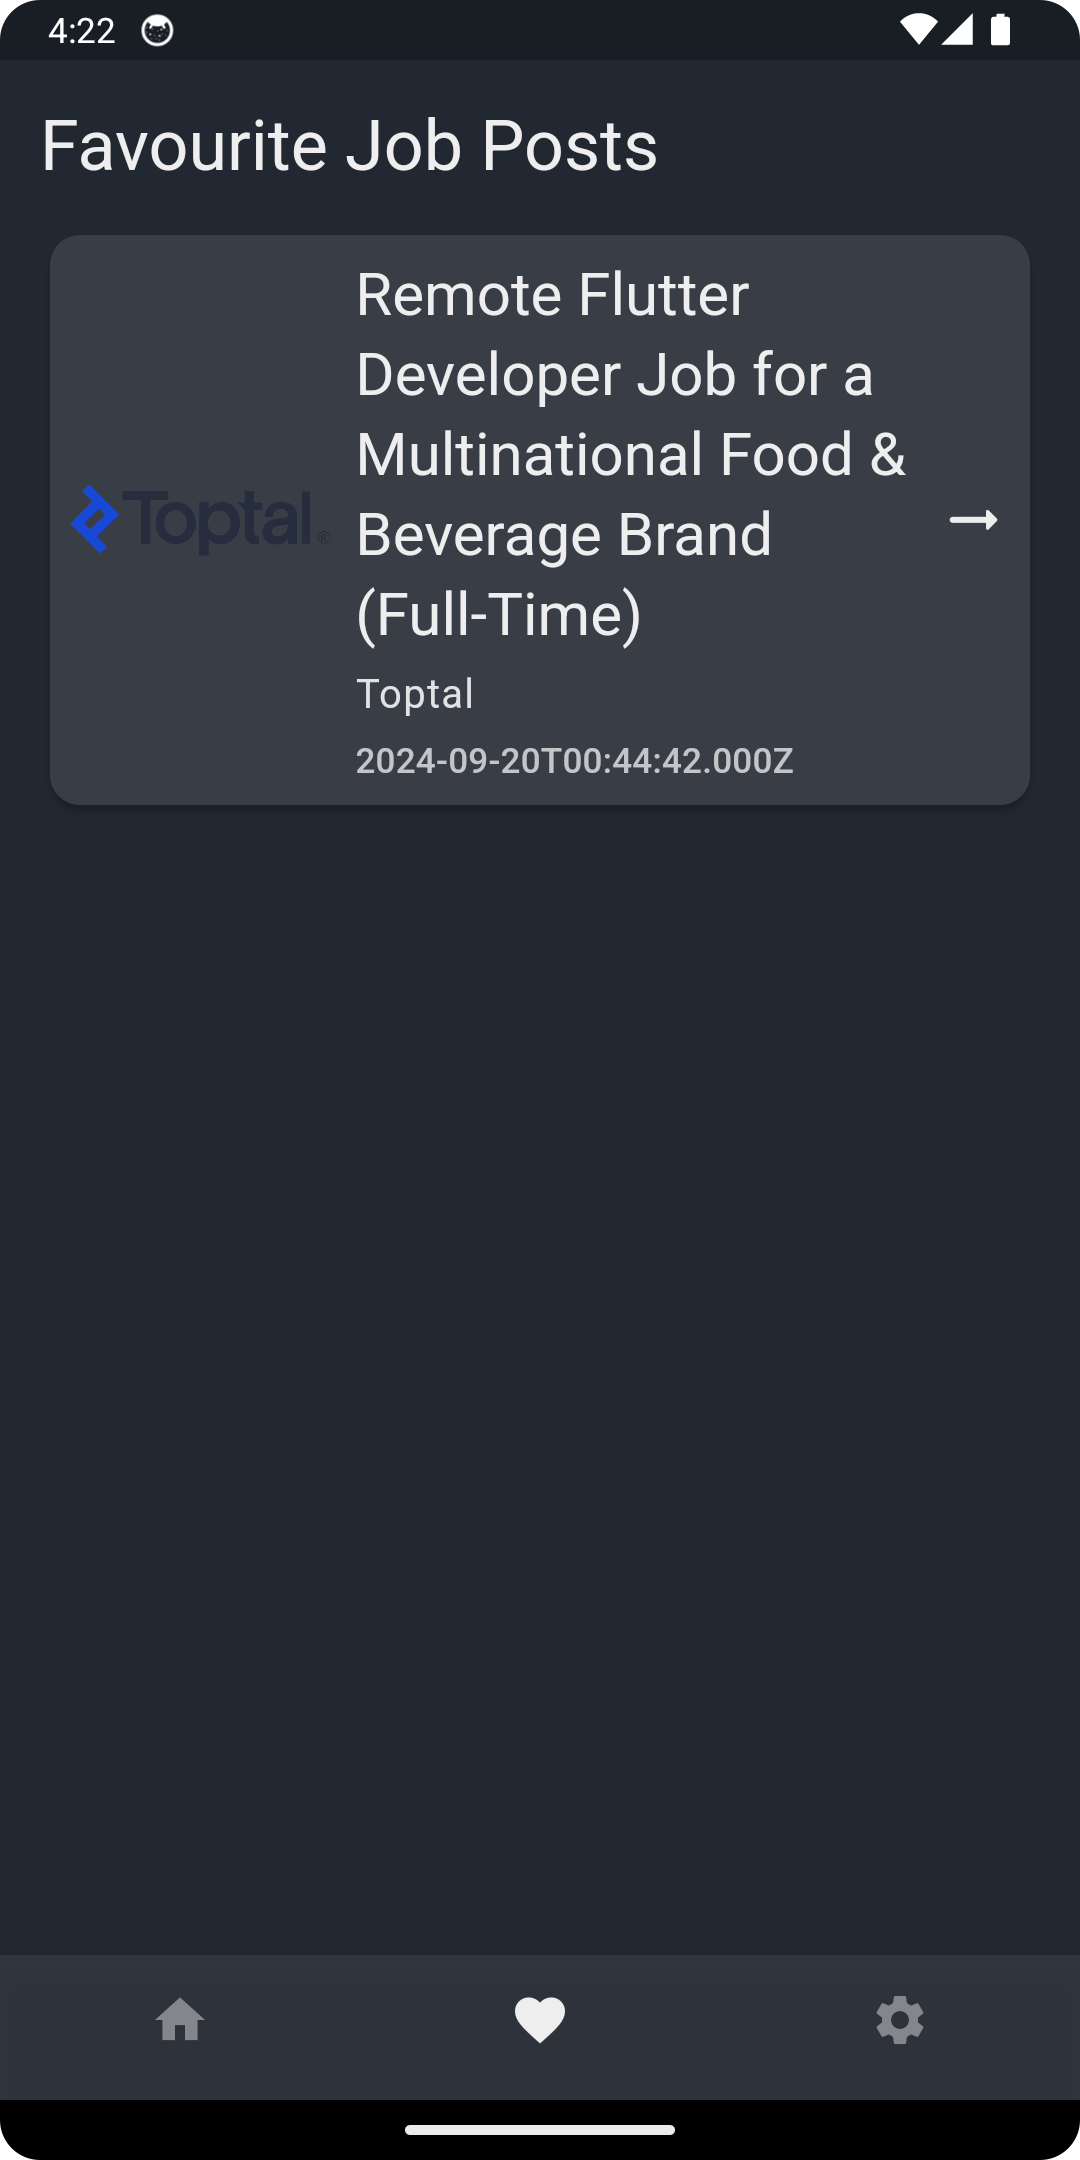 4:22
Favourite Job Posts
Remote Flutter
Developer Job for a
Multinational Food &
Beverage Brand
(Full-Time)
Toptal®
Toptal
2024-09-20T00:44:42.000Z